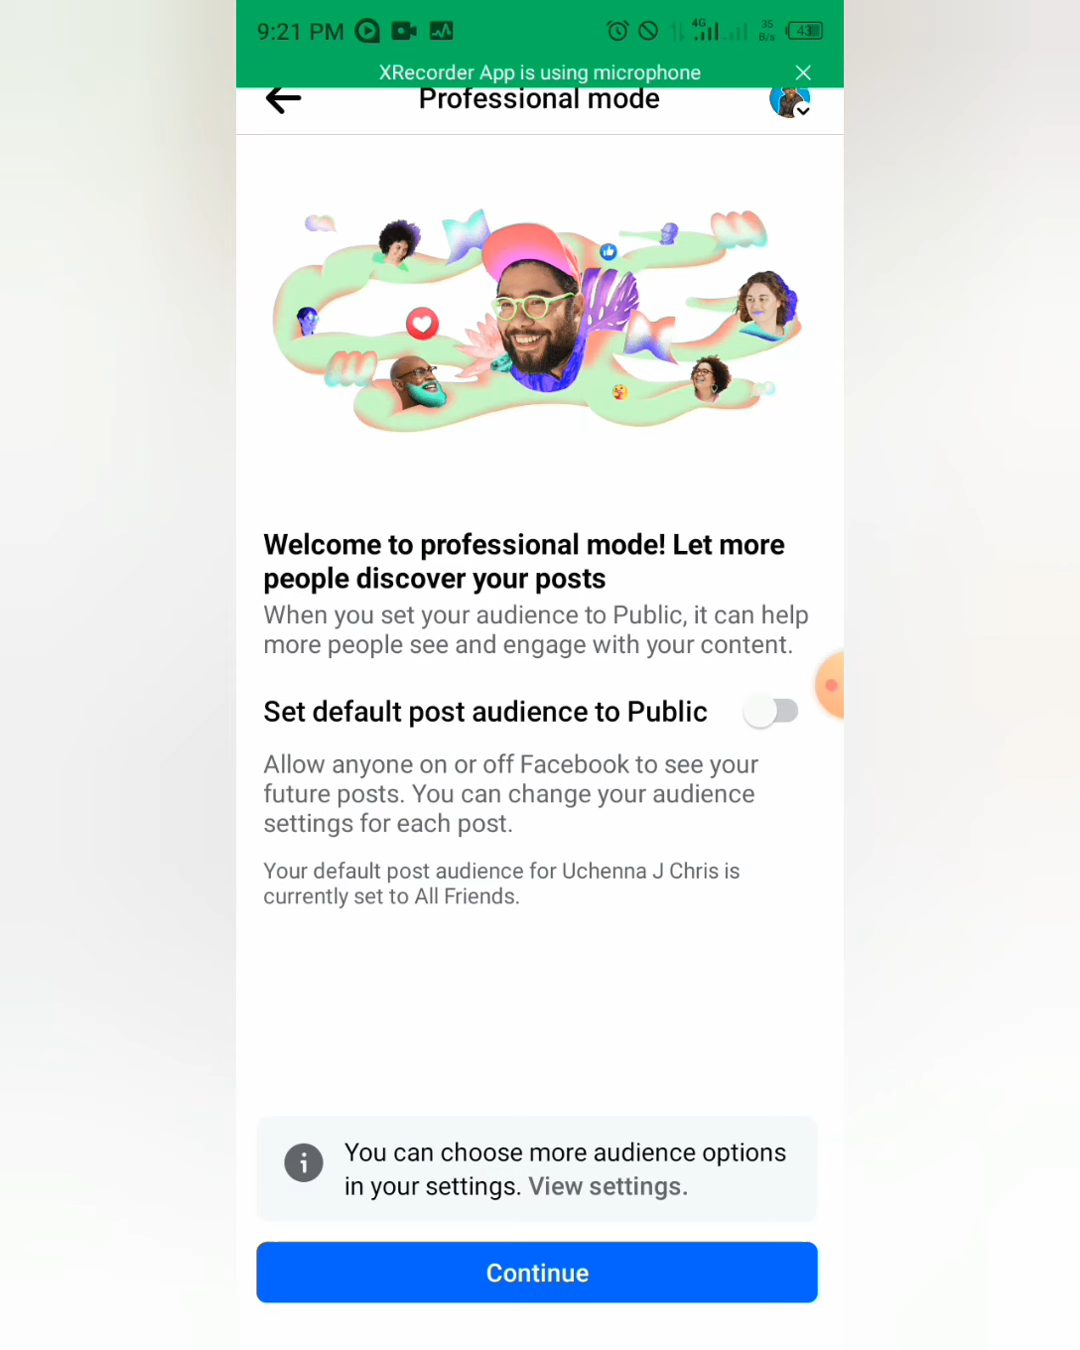 9:21 PM 4G 35 B/s 43
XRecorder App is using microphone
Professional mode
Welcome to professional mode! Let more
people discover your posts
When you set your audience to Public, it can help
more people see and engage with your content.
Set default post audience to Public
Allow anyone on or off Facebook to see your
future posts. You can change your audience
settings for each post.
Your default post audience for Uchenna J Chris is
currently set to All Friends.
You can choose more audience options
in your settings. View settings.
Continue